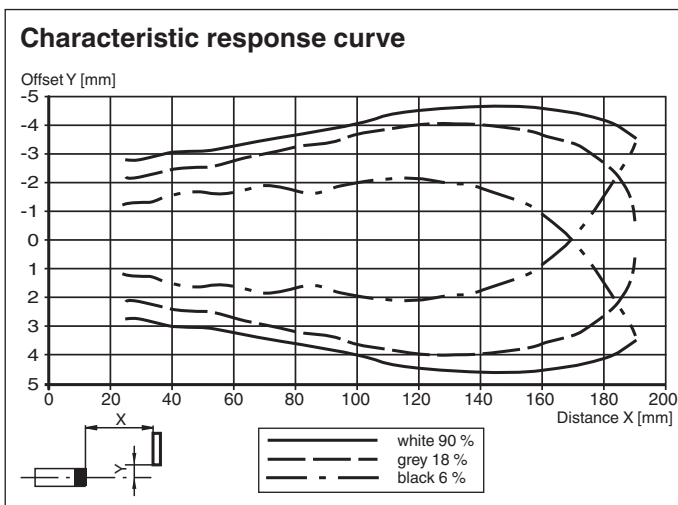 Characteristic response curve
Offset Y [mm]
-5
-4
-3
-2
-1
0
1
2
3
4
5
0 20 40 60 80 100 120 140 160 180 200
Distance X [mm]
X
Y
white 90 %
grey 18 %
black 6 %